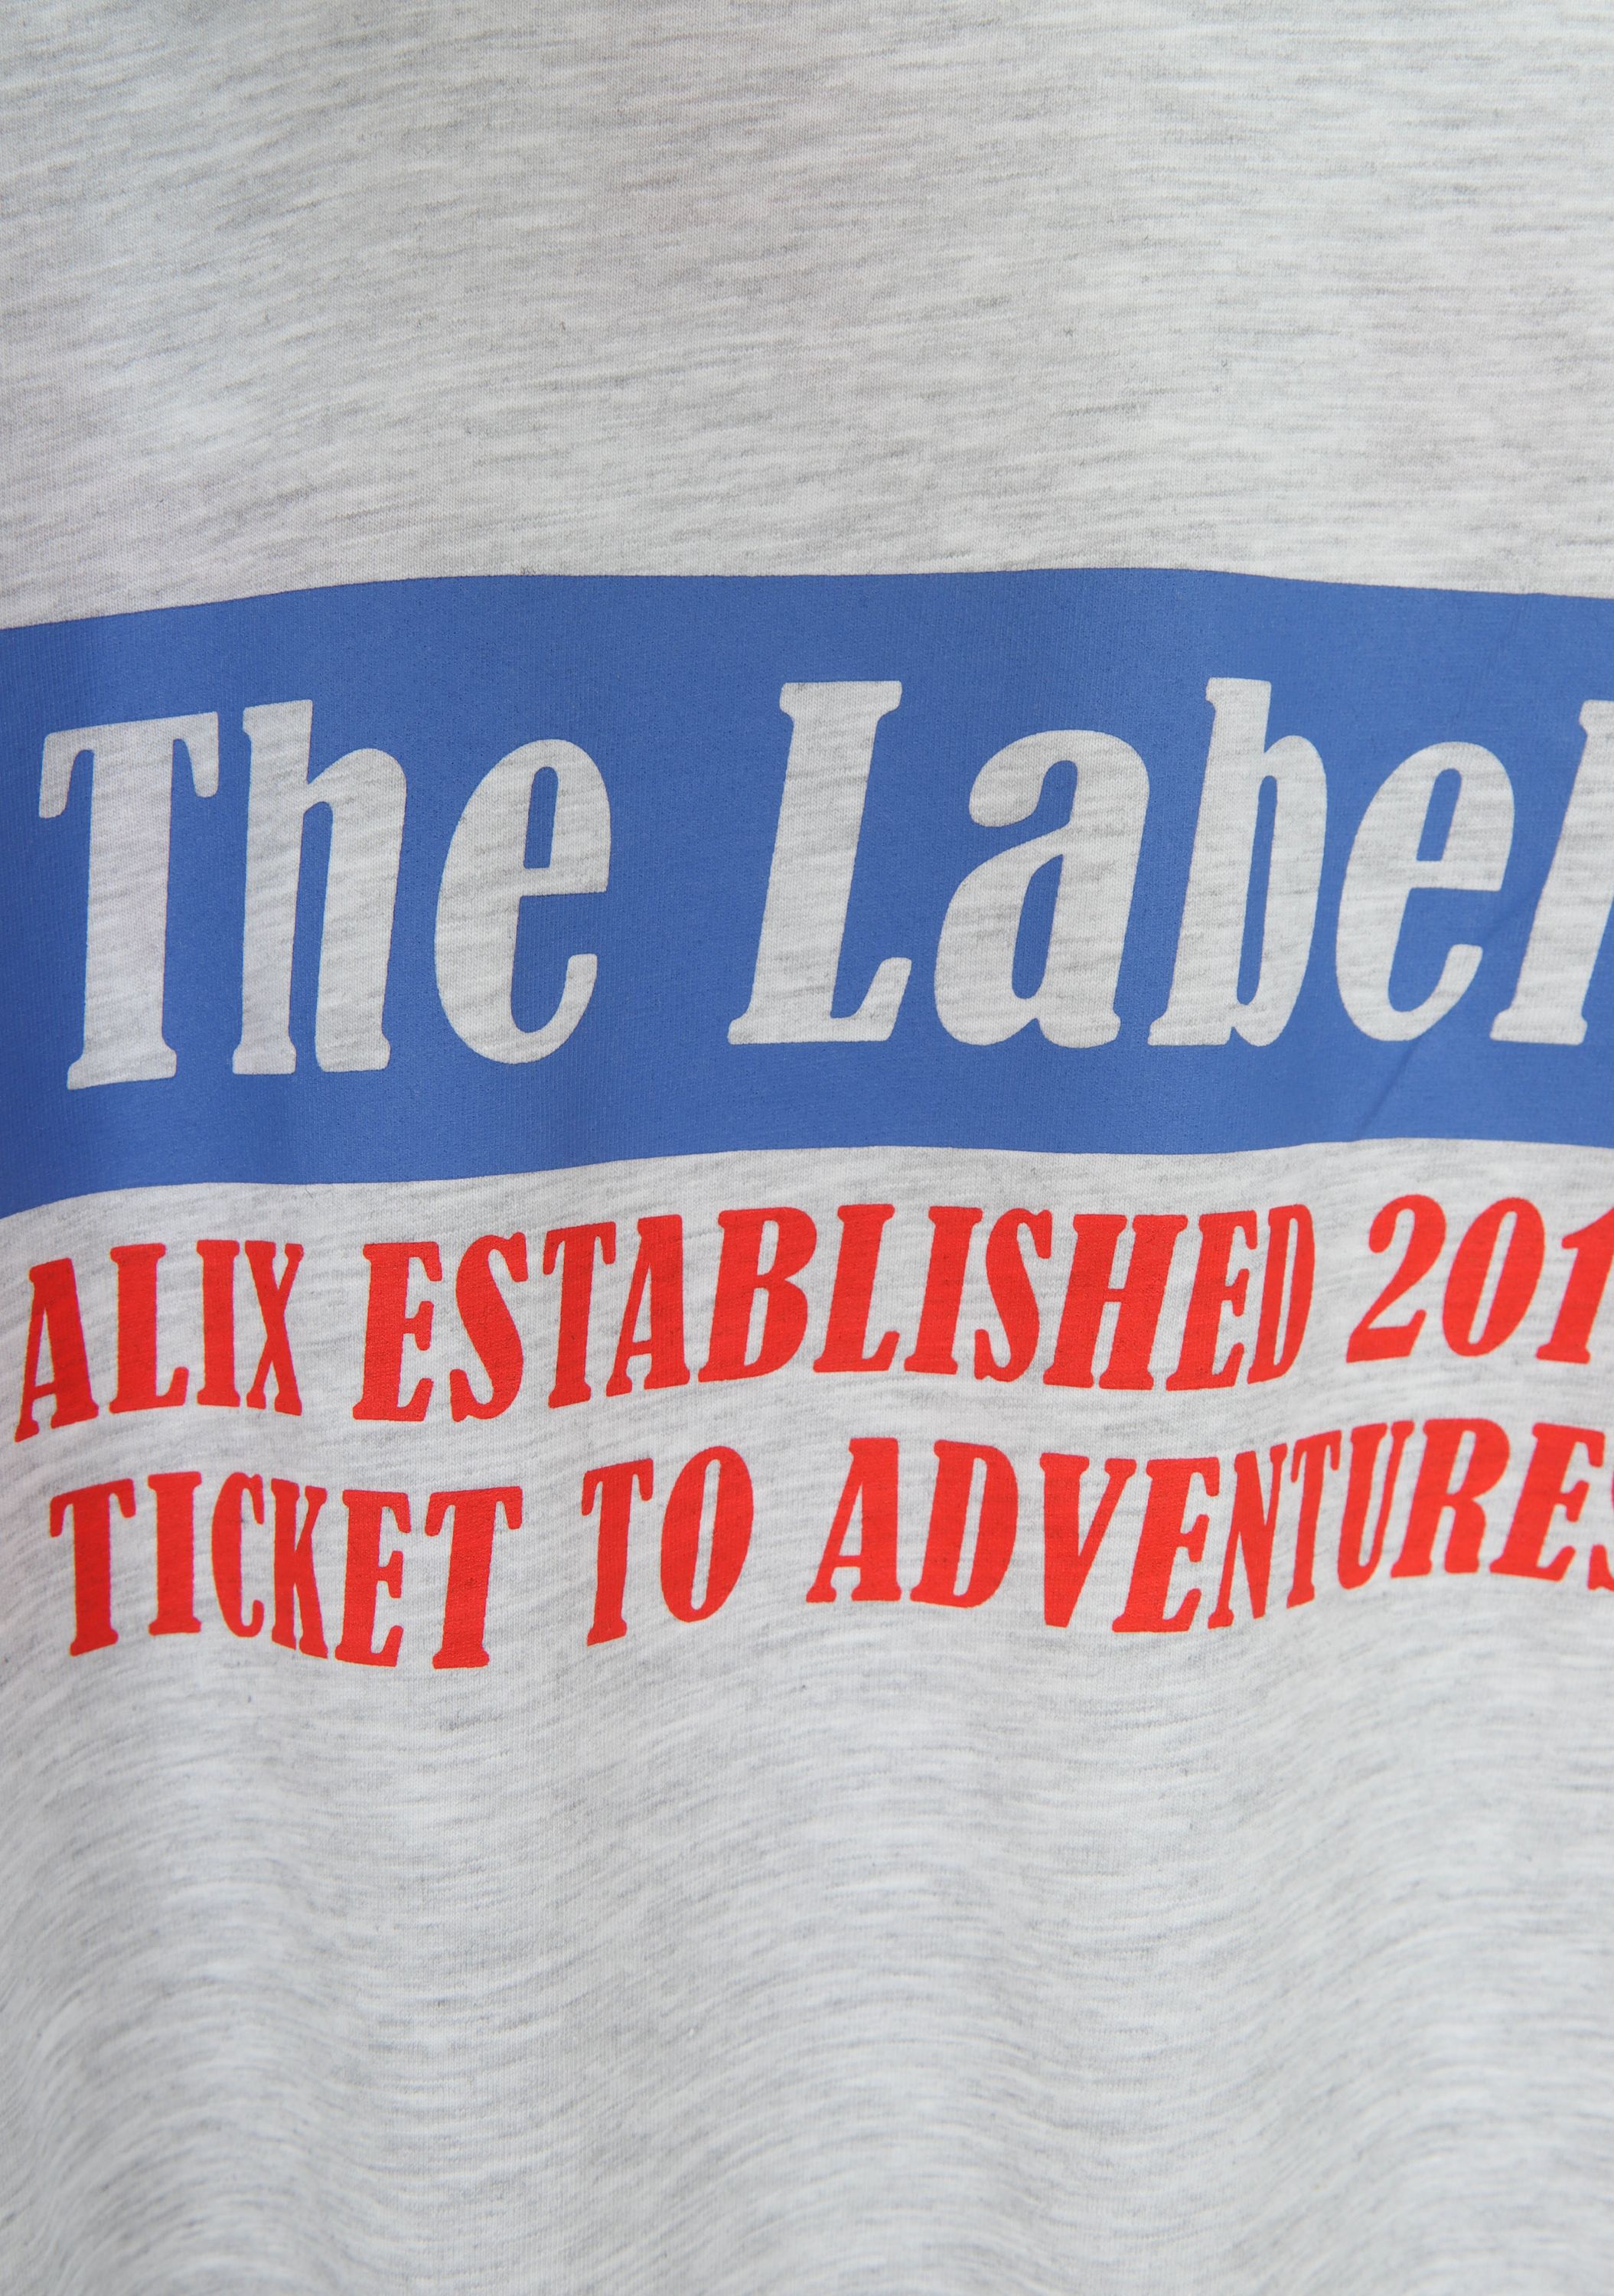 The Label
ALIX ESTABLISHED 201
TICKET TO ADVENTURES